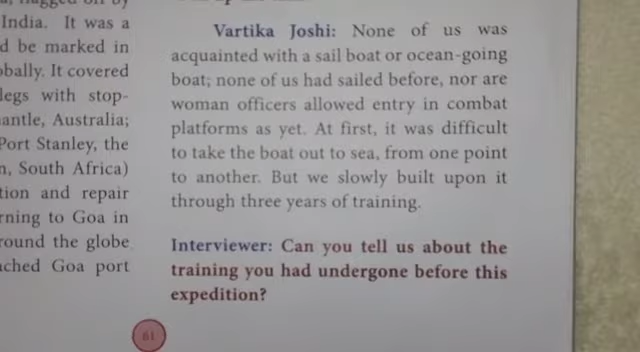 India. It was a
d be marked in
bally. It covered
legs with stop-
antle, Australia;
Port Stanley, the
n, South Africa)
tion and repair
rning to Goa in
round the globe
ached Goa port
Vartika Joshi: None of us was
acquainted with a sail boat or ocean-going
boat; none of us had sailed before, nor are
woman officers allowed entry in combat
platforms as yet. At first, it was difficult
to take the boat out to sea, from one point
to another. But we slowly built upon it
through three years of training.
Interviewer: Can you tell us about the
training you had undergone before this
expedition?
61